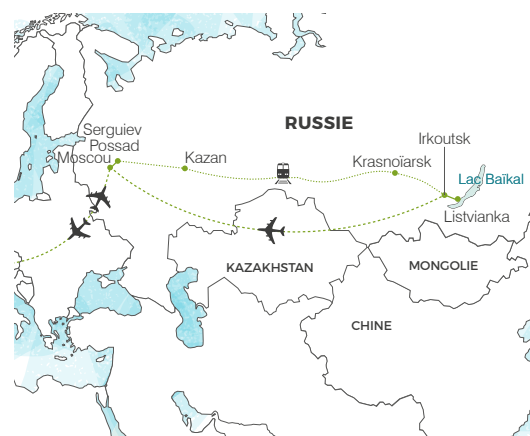 RUSSIE
Serguiev
Possad
Moscou
Kazan
Krasnoïarsk
Irkoutsk
Lac Baïkal
Listvianka
KAZAKHSTAN
MONGOLIE
CHINE